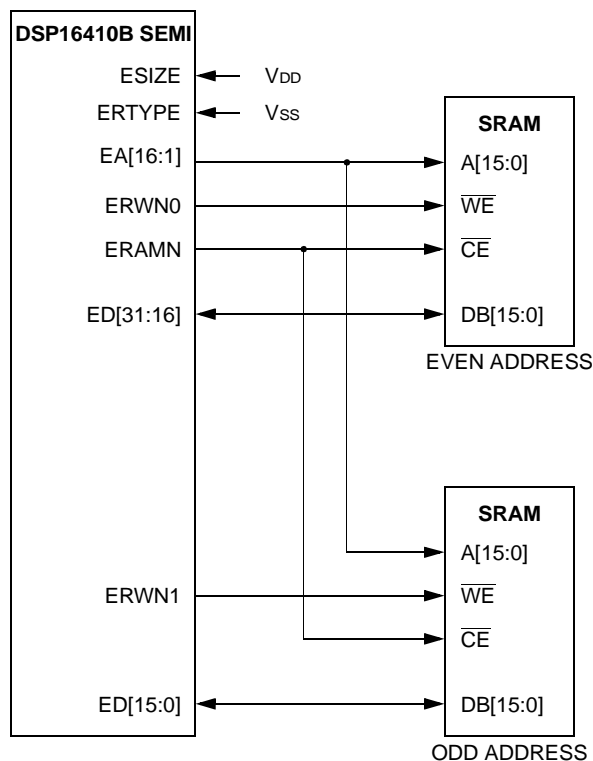 DSP16410B SEMI
ESIZE VDD
ERTYPE VSS
SRAM
EA[16:1] A[15:0]
ERWN0 WE
ERAMN CE
ED[31:16] DB[15:0]
EVEN ADDRESS
SRAM
A[15:0]
ERWN1 WE
CE
ED[15:0] DB[15:0]
ODD ADDRESS